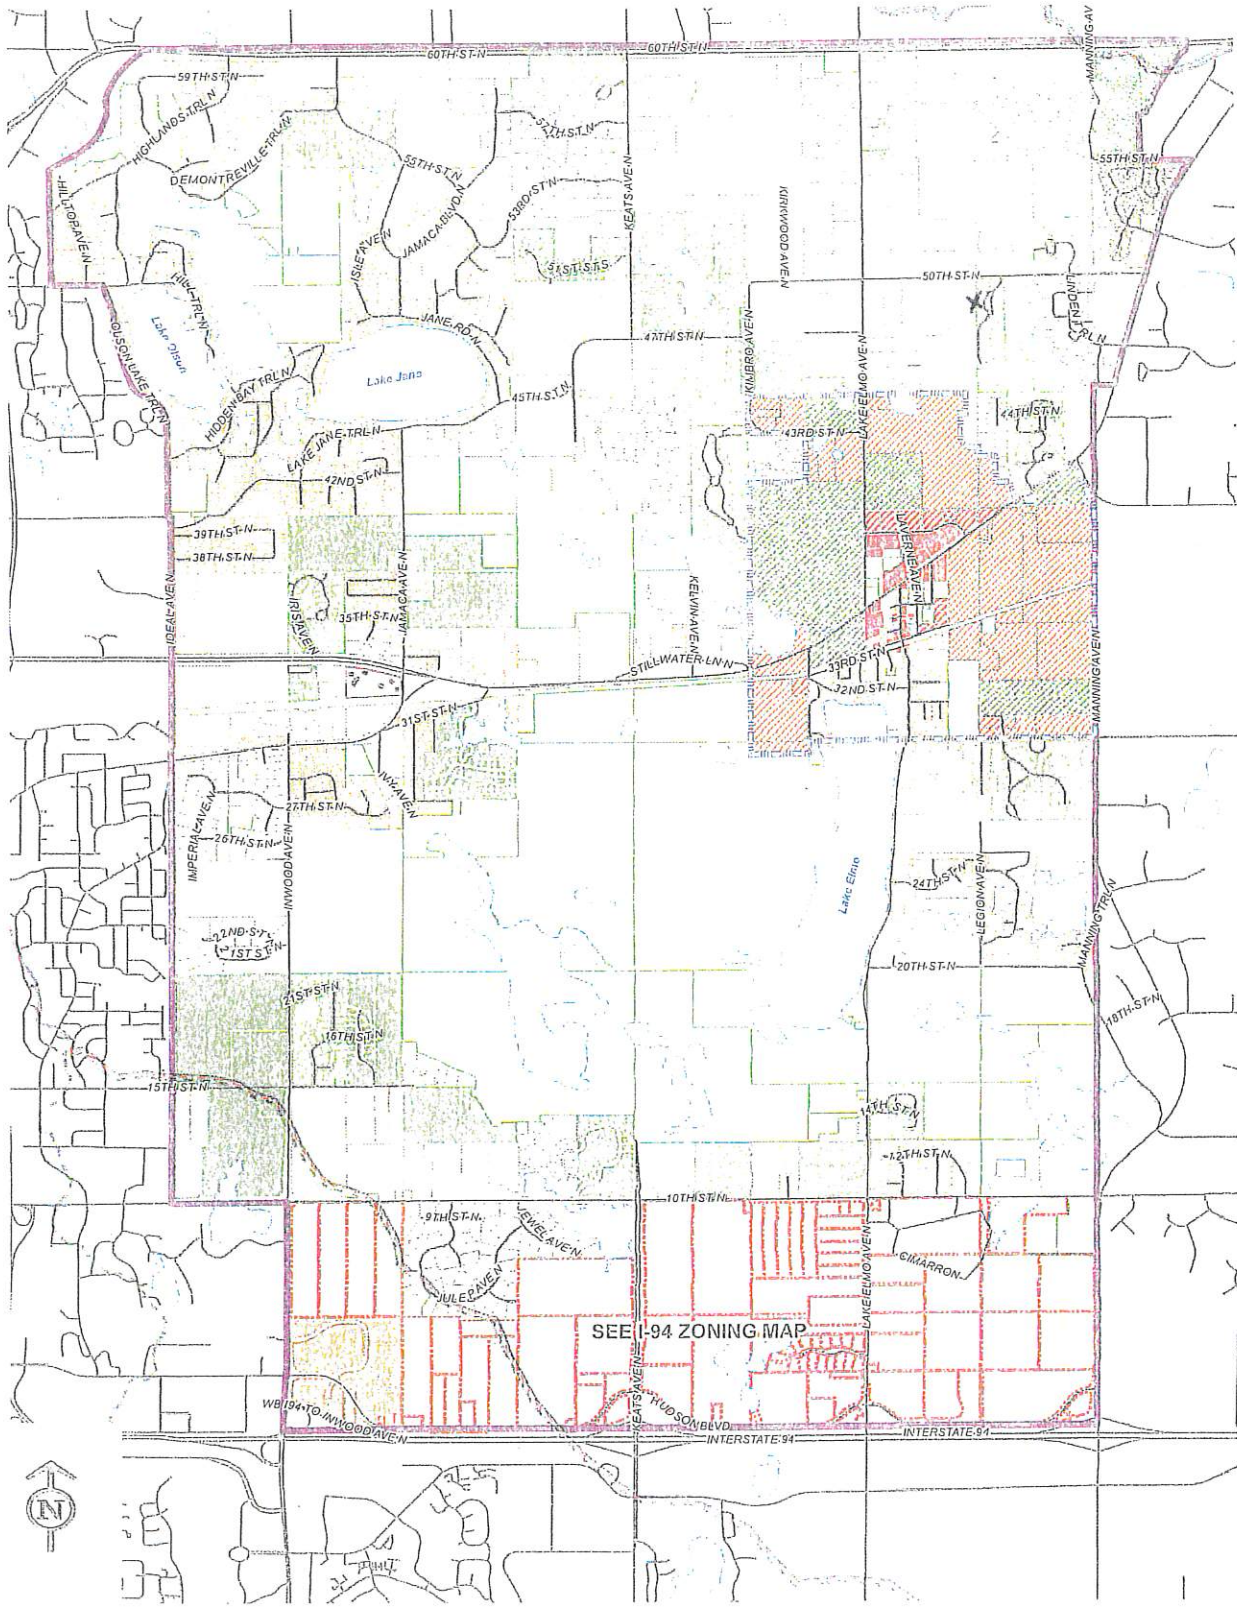 60TH ST N
60TH ST N
MANNING AV
59TH ST N
HIGHLANDS TRL N
57TH ST N
DEMONTREVILLE TRL N
55TH ST N
55TH ST N
HILLTOP AVE N
JAMACA BLVD N
53RD ST N
KEATS AVE N
KIRKWOOD AVE N
ISLE AVE N
51ST ST S
50TH ST N
HILL TRL N
LINDEN TRL N
OLSON LAKE TRL N
Lake Olson
JANE RD N
47TH ST N
KIMBRO AVE N
LAKE ELMO AVE N
HIDDEN BAY TRL N
Lake Jane
45TH ST N
44TH ST N
43RD ST N
LAKE JANE TRL N
42ND ST N
39TH ST N
38TH ST N
LAVERNE AVE N
IDEAL AVE N
IRIS AVE N
35TH ST N
JAMACA AVE N
KELVIN AVE N
STILLWATER LN N
33RD ST N
32ND ST N
MANNING AVE N
31ST ST N
IMPERIAL AVE N
27TH ST N
IVY AVE N
26TH ST N
INWOOD AVE N
Lake Elmo
24TH ST N
LEGION AVE N
22ND ST
1ST ST N
20TH ST N
MANNING TRL N
21ST ST N
18TH ST N
16TH ST N
15TH ST N
14TH ST N
12TH ST N
10TH ST N
9TH ST N
JEWEL AVE N
JULEP AVE N
LAKE ELMO AVE N
CIMARRON
SEE I-94 ZONING MAP
KEATS AVE N
HUDSON BLVD
WB I94 TO INWOOD AVE N
INTERSTATE 94
INTERSTATE 94
N